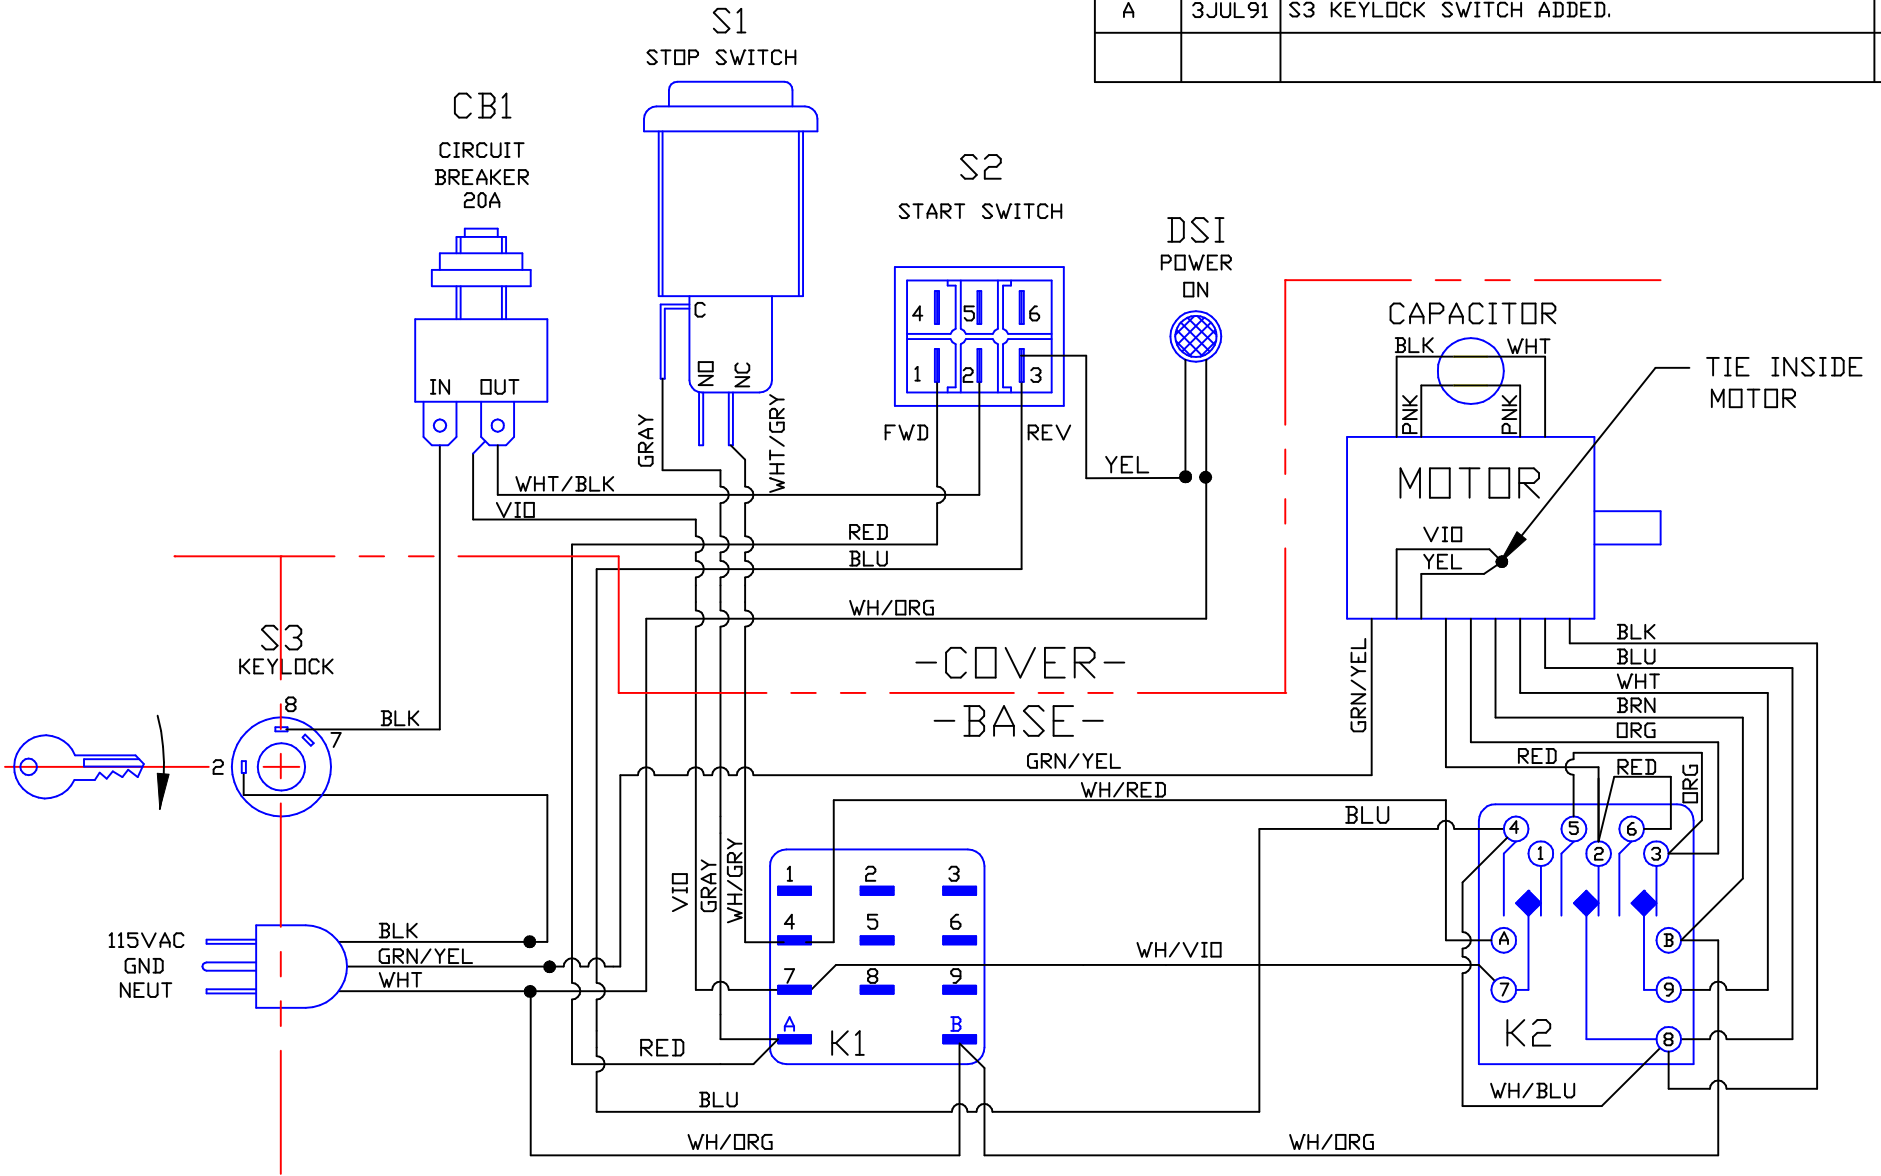 A 3JUL91 S3 KEYLOCK SWITCH ADDED.
S1
STOP SWITCH
CB1
CIRCUIT
BREAKER
20A
IN OUT
C
NO
NC
GRAY
WHT/GRY
S2
START SWITCH
4 5 6
1 2 3
FWD
REV
DSI
POWER
ON
YEL
CAPACITOR
BLK WHT
PNK
PNK
TIE INSIDE
MOTOR
MOTOR
VIO
YEL
WHT/BLK
VIO
RED
BLU
WH/ORG
-COVER-
-BASE-
S3
KEYLOCK
8
7
2
BLK
GRN/YEL
BLK
BLU
WHT
BRN
ORG
RED
RED
ORG
GRN/YEL
WH/RED
BLU
VIO
GRAY
WH/GRY
115VAC
GND
NEUT
BLK
GRN/YEL
WHT
1 2 3
4 5 6
7 8 9
A B
K1
WH/VIO
4 5 6
1 2 3
A B
7 9
8
K2
RED
BLU
WH/ORG
WH/BLU
WH/ORG